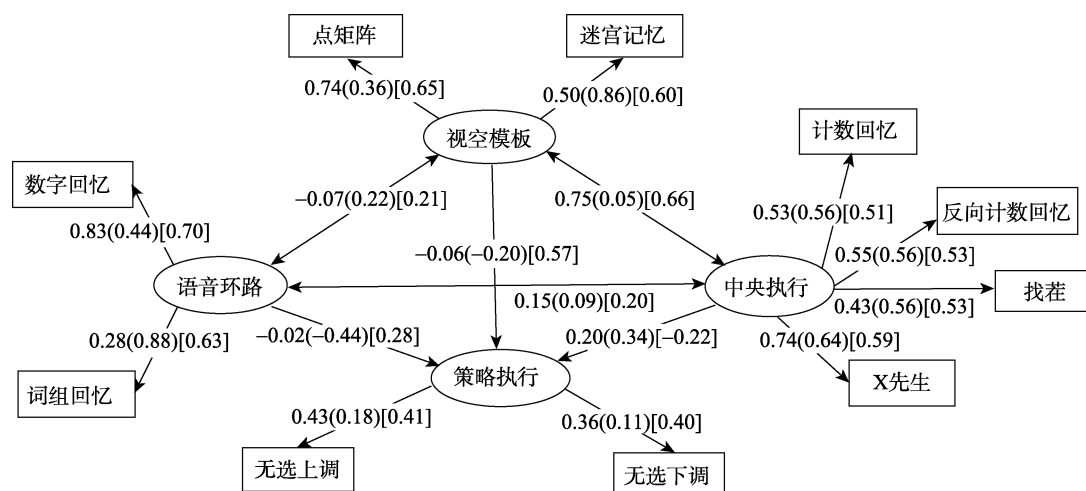 点矩阵
迷宫记忆
0.74(0.36)[0.65]
0.50(0.86)[0.60]
视空模板
计数回忆
数字回忆
–0.07(0.22)[0.21]
0.75(0.05)[0.66]
0.53(0.56)[0.51]
反向计数回忆
0.83(0.44)[0.70]
–0.06(–0.20)[0.57]
0.55(0.56)[0.53]
语音环路
中央执行
找茬
0.15(0.09)[0.20]
0.43(0.56)[0.53]
0.28(0.88)[0.63]
–0.02(–0.44)[0.28]
0.20(0.34)[–0.22]
0.74(0.64)[0.59]
词组回忆
策略执行
X先生
0.43(0.18)[0.41]
0.36(0.11)[0.40]
无选上调
无选下调